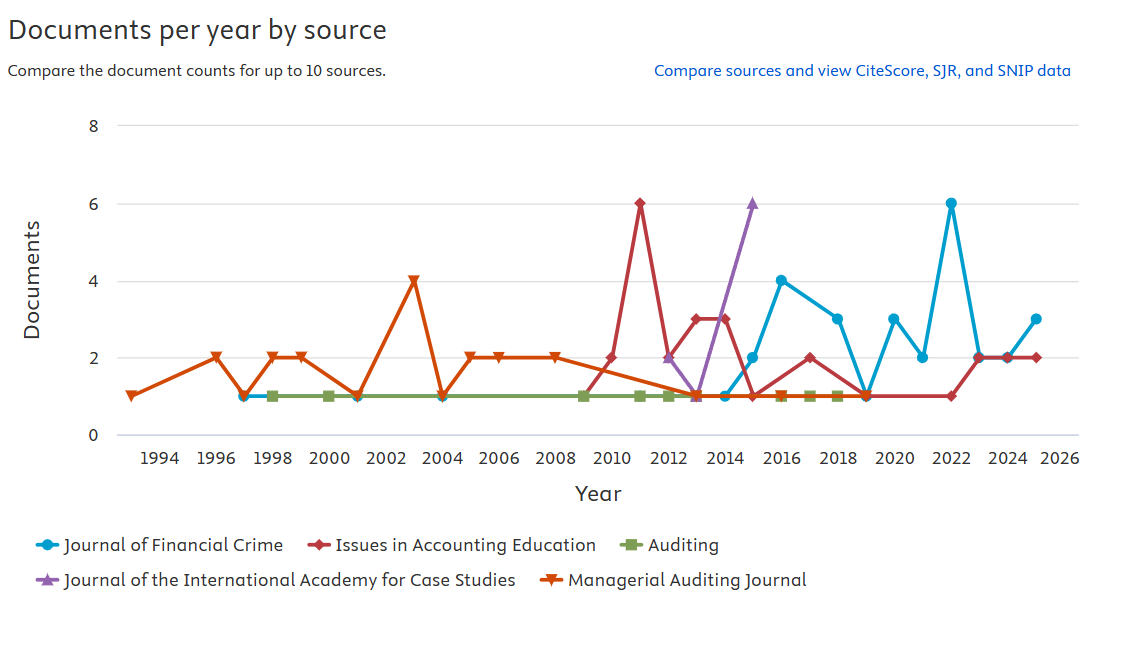 Documents per year by source
Compare the document counts for up to 10 sources.
Compare sources and view CiteScore, SJR, and SNIP data
8
6
4
2
0
Documents
1994 1996 1998 2000 2002 2004 2006 2008 2010 2012 2014 2016 2018 2020 2022 2024 2026
Year
Journal of Financial Crime
Issues in Accounting Education
Auditing
Journal of the International Academy for Case Studies
Managerial Auditing Journal